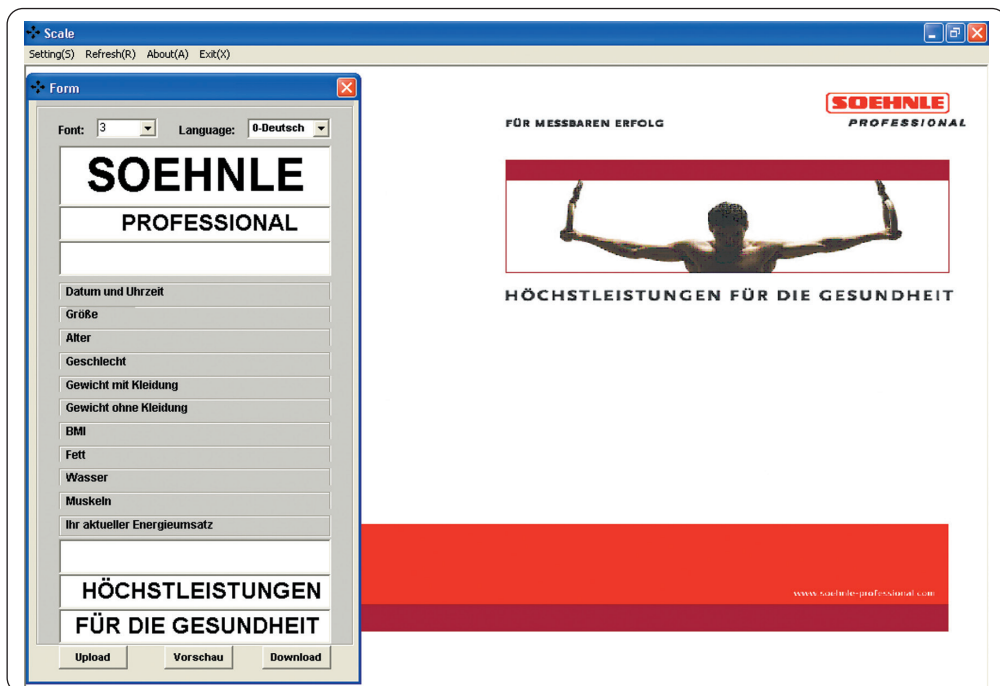 Scale
Setting(S) Refresh(R) About(A) Exit(X)
Form
Font: 3 Language: 0-Deutsch
SOEHNLE
PROFESSIONAL
Datum und Uhrzeit
Größe
Alter
Geschlecht
Gewicht mit Kleidung
Gewicht ohne Kleidung
BMI
Fett
Wasser
Muskeln
Ihr aktueller Energieumsatz
HÖCHSTLEISTUNGEN
FÜR DIE GESUNDHEIT
Upload Vorschau Download
FÜR MESSBAREN ERFOLG
SOEHNLE
PROFESSIONAL
HÖCHSTLEISTUNGEN FÜR DIE GESUNDHEIT
www.soehnle-professional.com